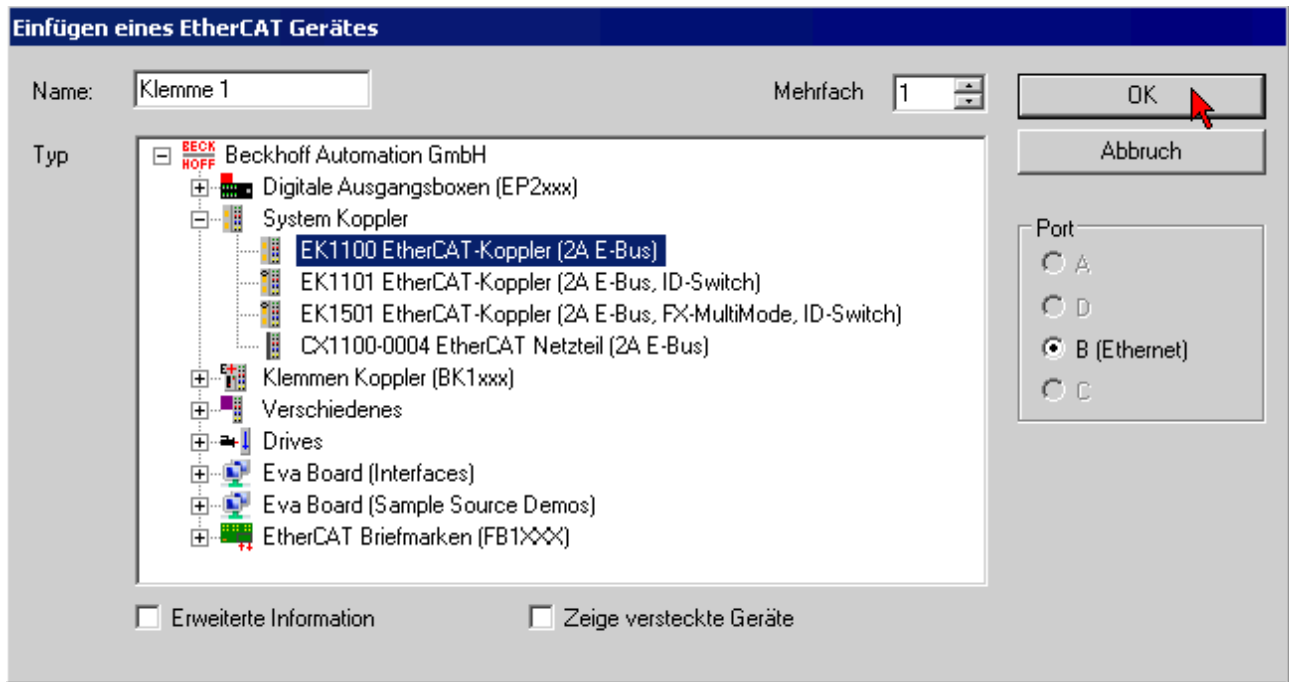 Einfügen eines EtherCAT Gerätes
Name:
Klemme 1
Mehrfach
1
OK
Abbruch
Typ
BECK
HOFF
Beckhoff Automation GmbH
Digitale Ausgangsboxen (EP2xxx)
System Koppler
EK1100 EtherCAT-Koppler (2A E-Bus)
EK1101 EtherCAT-Koppler (2A E-Bus, ID-Switch)
EK1501 EtherCAT-Koppler (2A E-Bus, FX-MultiMode, ID-Switch)
CX1100-0004 EtherCAT Netzteil (2A E-Bus)
Klemmen Koppler (BK1xxx)
Verschiedenes
Drives
Eva Board (Interfaces)
Eva Board (Sample Source Demos)
EtherCAT Briefmarken (FB1XXX)
Port
A
D
B (Ethernet)
C
Erweiterte Information
Zeige versteckte Geräte